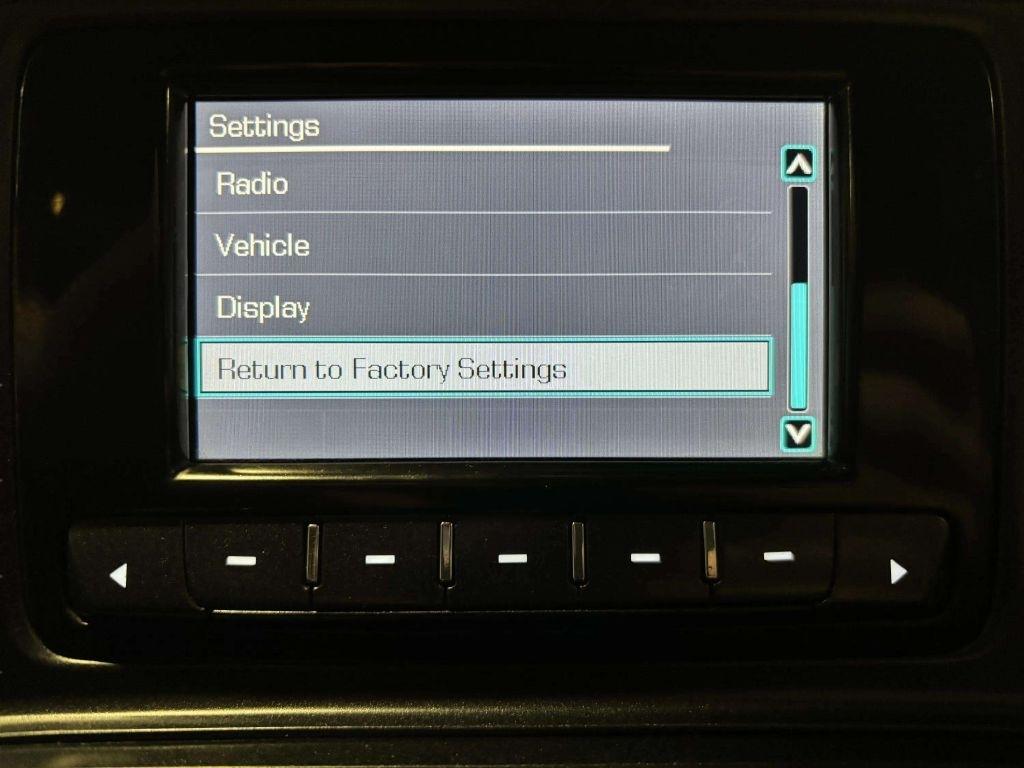 Settings
Radio
Vehicle
Display
Return to Factory Settings